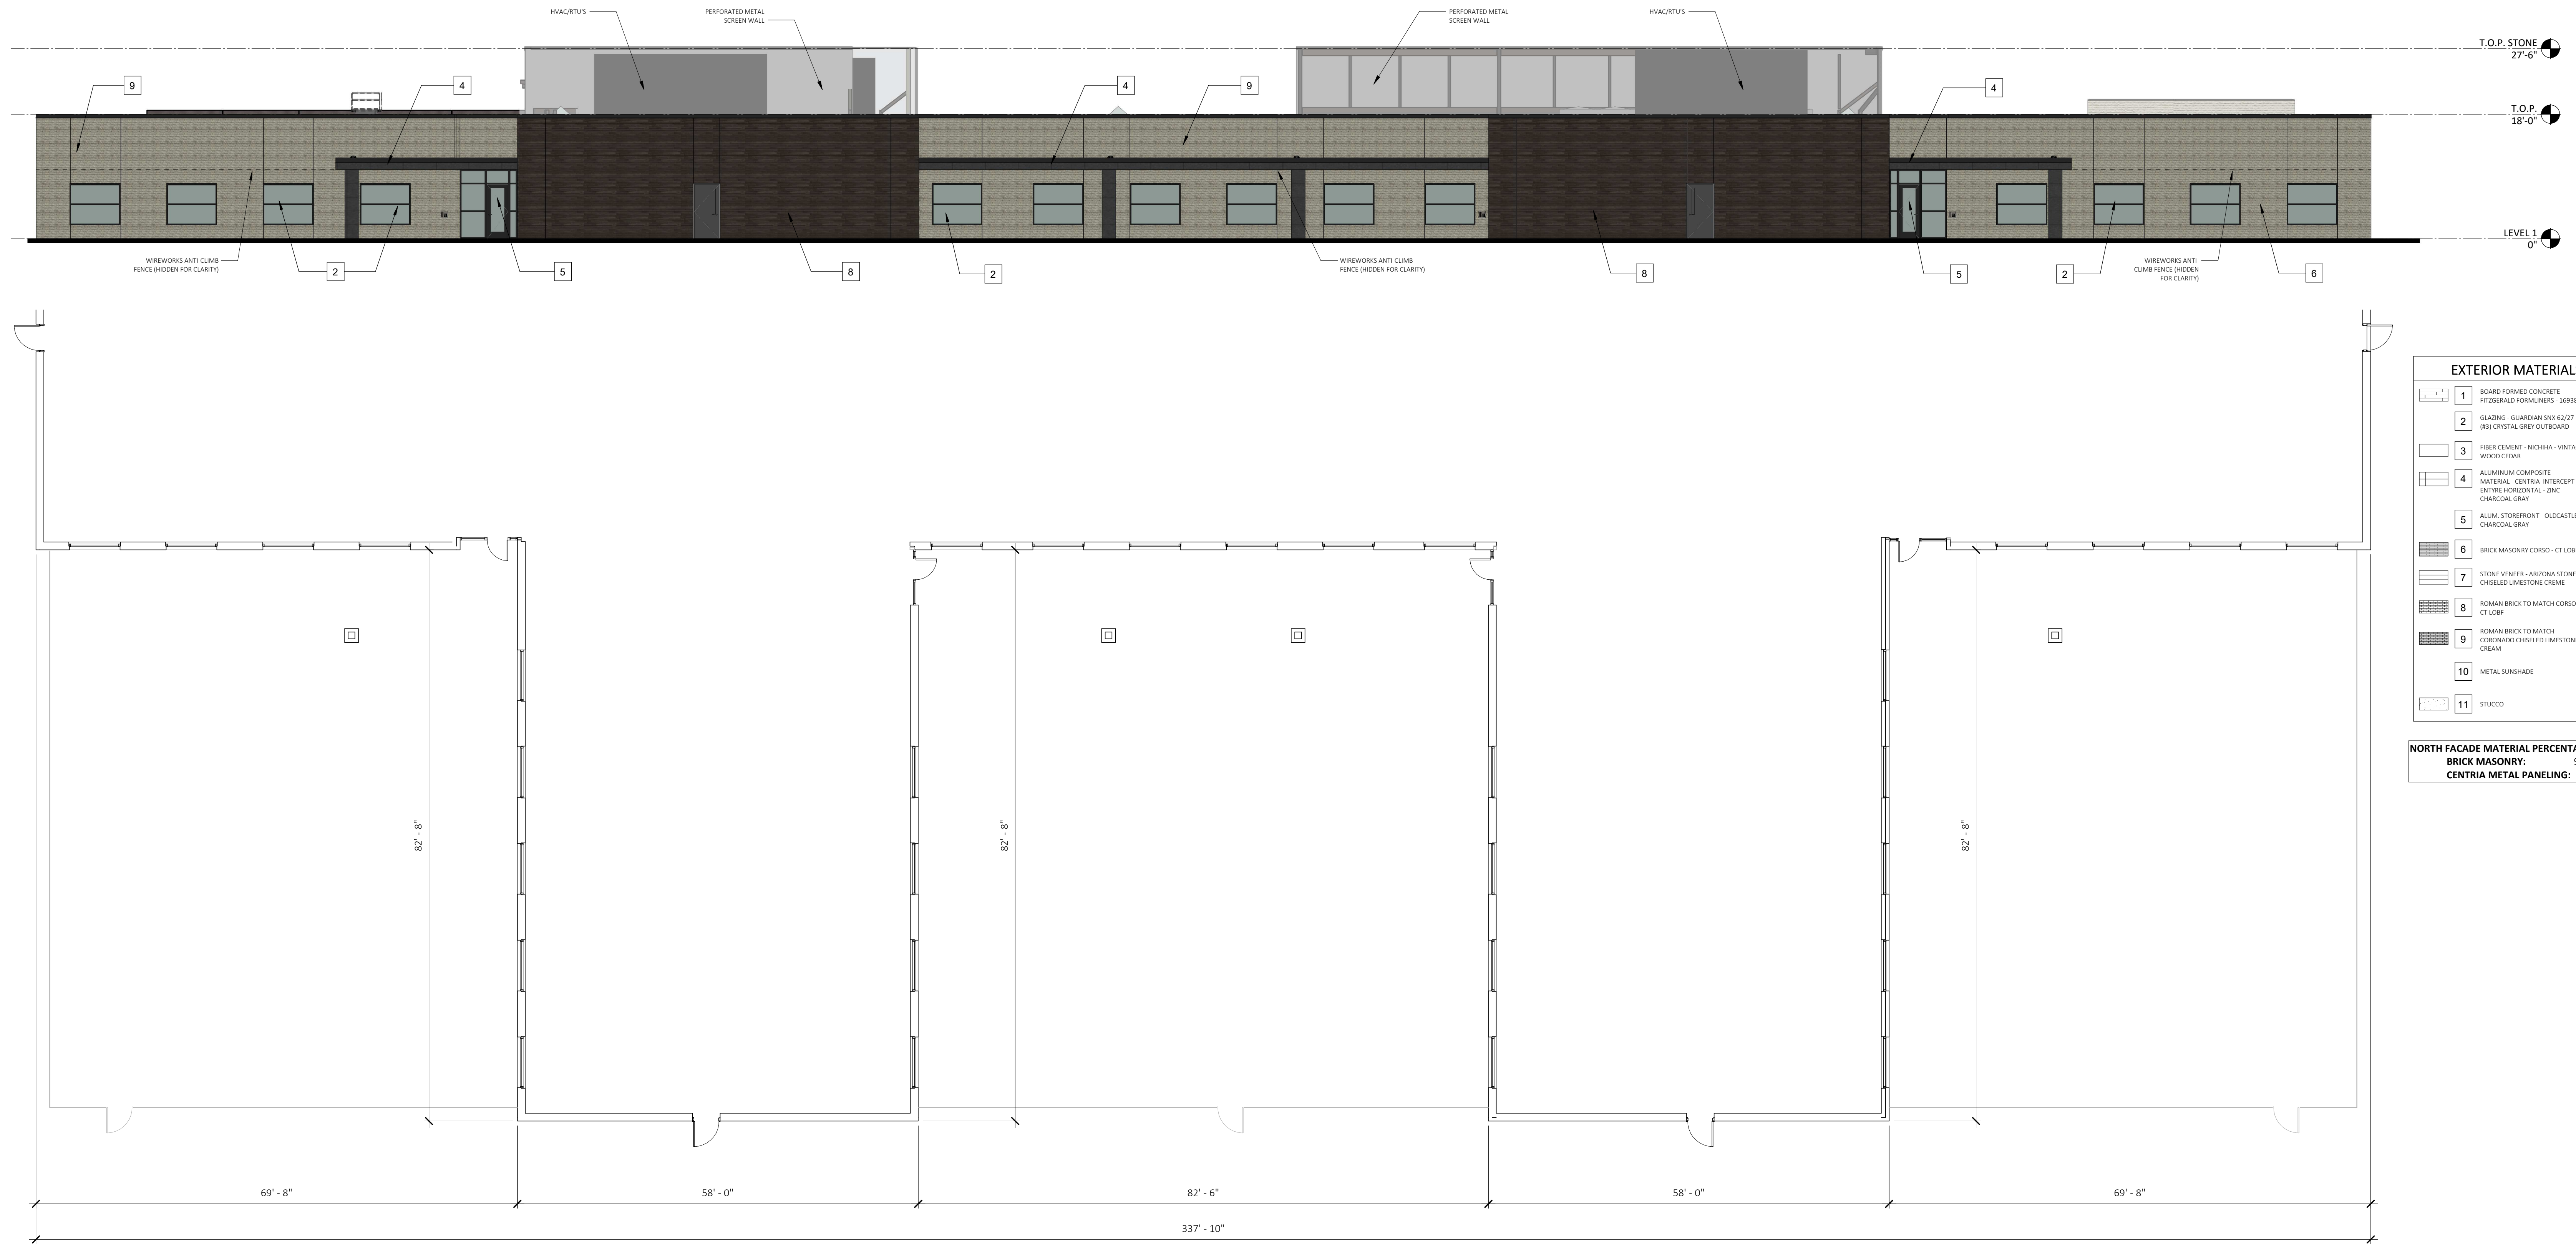 HVAC/RTU'S
PERFORATED METAL
SCREEN WALL
PERFORATED METAL
SCREEN WALL
HVAC/RTU'S
T.O.P. STONE
27'-6"
9
4
4
9
4
T.O.P.
18'-0"
LEVEL 1
0"
WIREWORKS ANTI-CLIMB
FENCE (HIDDEN FOR CLARITY)
2
5
8
2
WIREWORKS ANTI-CLIMB
FENCE (HIDDEN FOR CLARITY)
8
5
2
WIREWORKS ANTI-
CLIMB FENCE (HIDDEN
FOR CLARITY)
6
EXTERIOR MATERIAL
1
BOARD FORMED CONCRETE -
FITZGERALD FORMLINERS - 16938
2
GLAZING - GUARDIAN SNX 62/27
(#3) CRYSTAL GREY OUTBOARD
3
FIBER CEMENT - NICHIHA - VINTA
WOOD CEDAR
4
ALUMINUM COMPOSITE
MATERIAL - CENTRIA INTERCEPT
ENTYRE HORIZONTAL - ZINC
CHARCOAL GRAY
5
ALUM. STOREFRONT - OLDCASTLE
CHARCOAL GRAY
6
BRICK MASONRY CORSO - CT LOB
7
STONE VENEER - ARIZONA STONE
CHISELED LIMESTONE CREME
8
ROMAN BRICK TO MATCH CORSO
CT LOBF
9
ROMAN BRICK TO MATCH
CORONADO CHISELED LIMESTON
CREAM
10
METAL SUNSHADE
11
STUCCO
NORTH FACADE MATERIAL PERCENTA
BRICK MASONRY:
CENTRIA METAL PANELING:
82' - 8"
82' - 8"
82' - 8"
69' - 8"
58' - 0"
82' - 6"
58' - 0"
69' - 8"
337' - 10"